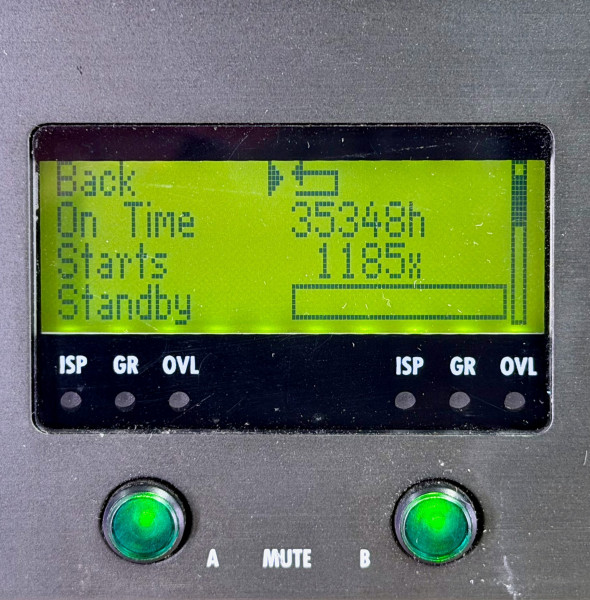 Back
On Time 35348h
Starts 1185x
Standby
ISP GR OVL ISP GR OVL
A MUTE B